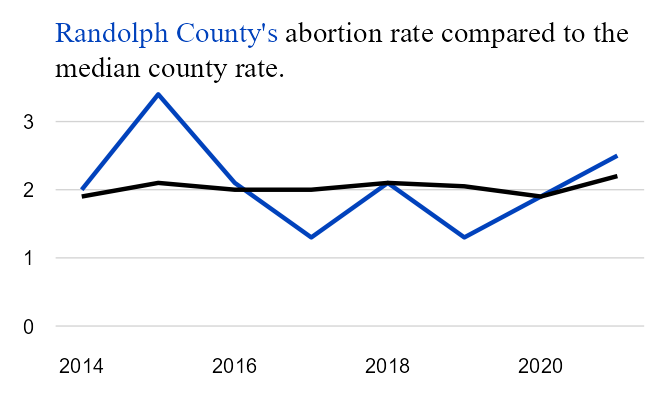 Randolph County's abortion rate compared to the
median county rate.
3
2
1
0
2014 2016 2018 2020